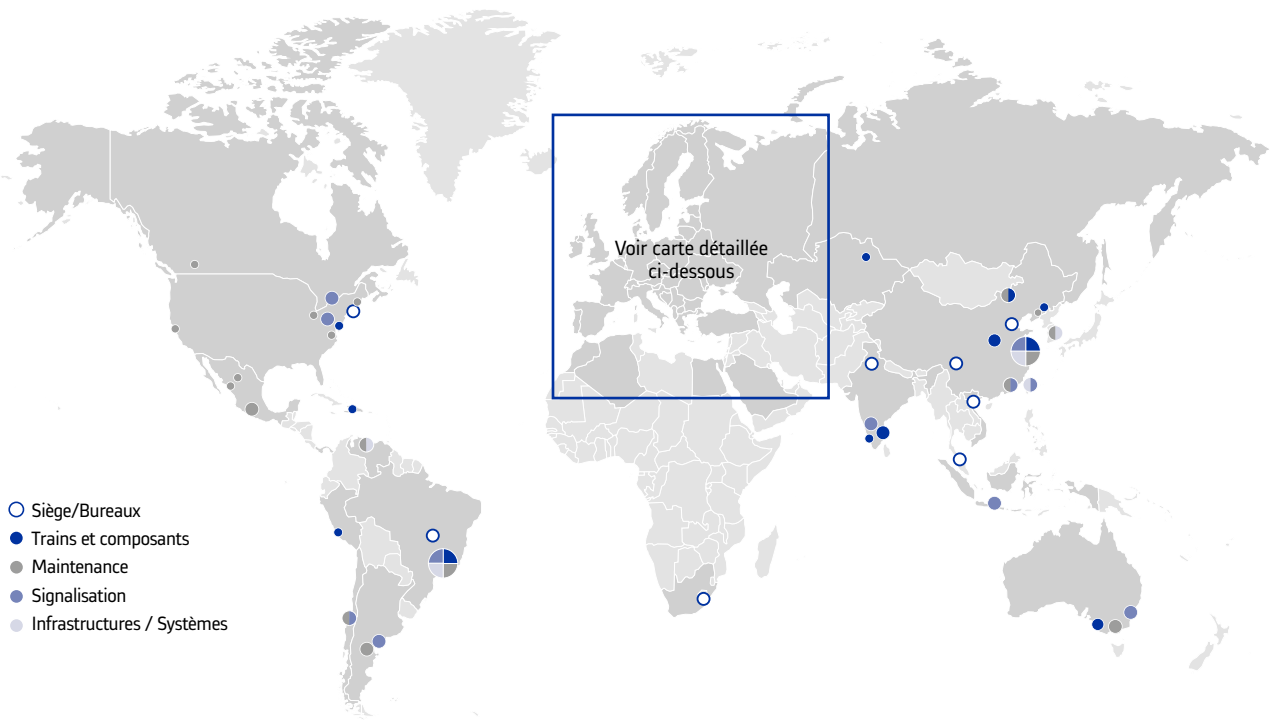 Voir carte détaillée
ci-dessous
Siège/Bureaux
Trains et composants
Maintenance
Signalisation
Infrastructures / Systèmes